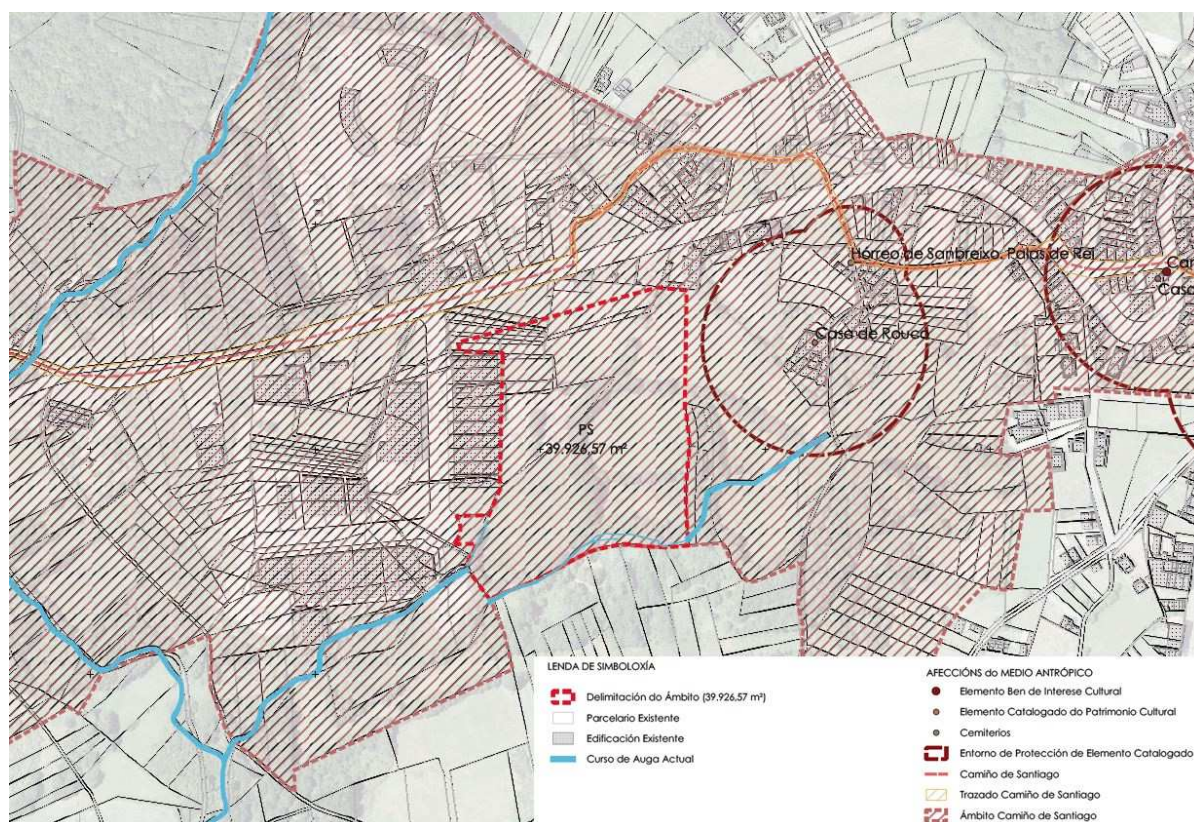 Hórreo de Sanbreixo. Palas de Rei
Casa de Rouco
PS
+39.926,57 m²
LENDA DE SIMBOLOXÍA
Delimitación do Ámbito (39.926,57 m²)
Parcelario Existente
Edificación Existente
Curso de Auga Actual
AFECCIÓNS do MEDIO ANTRÓPICO
Elemento Ben de Interese Cultural
Elemento Catalogado do Patrimonio Cultural
Cemiterios
Entorno de Protección de Elemento Catalogado
Camiño de Santiago
Trazado Camiño de Santiago
Ámbito Camiño de Santiago